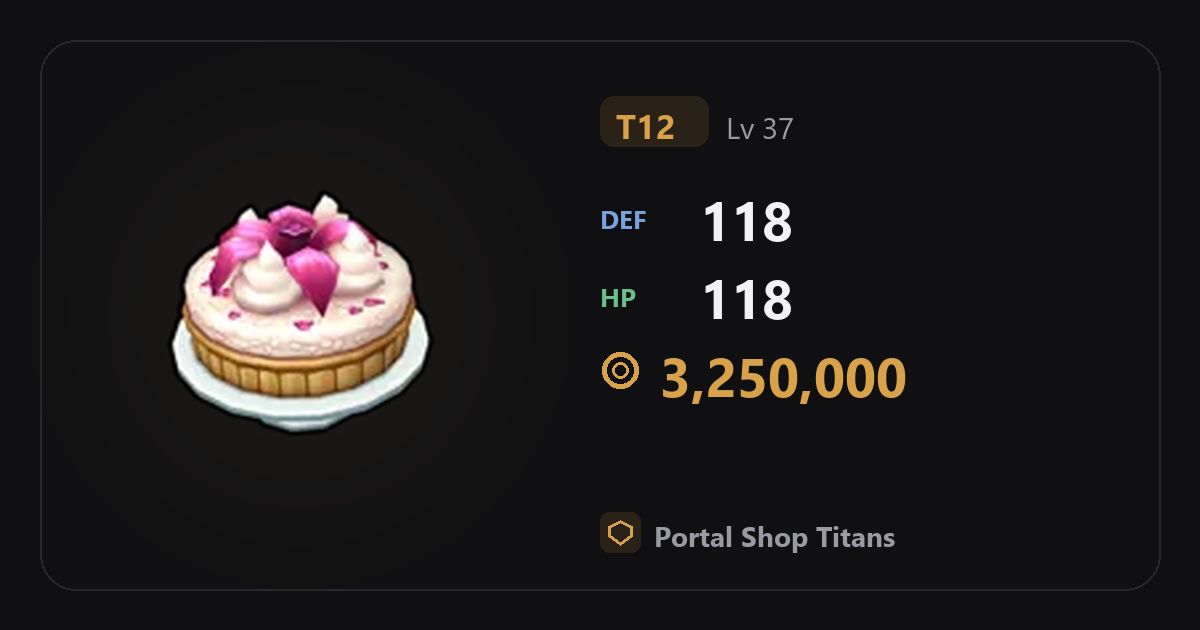 T12 Lv 37
DEF 118
HP 118
3,250,000
Portal Shop Titans